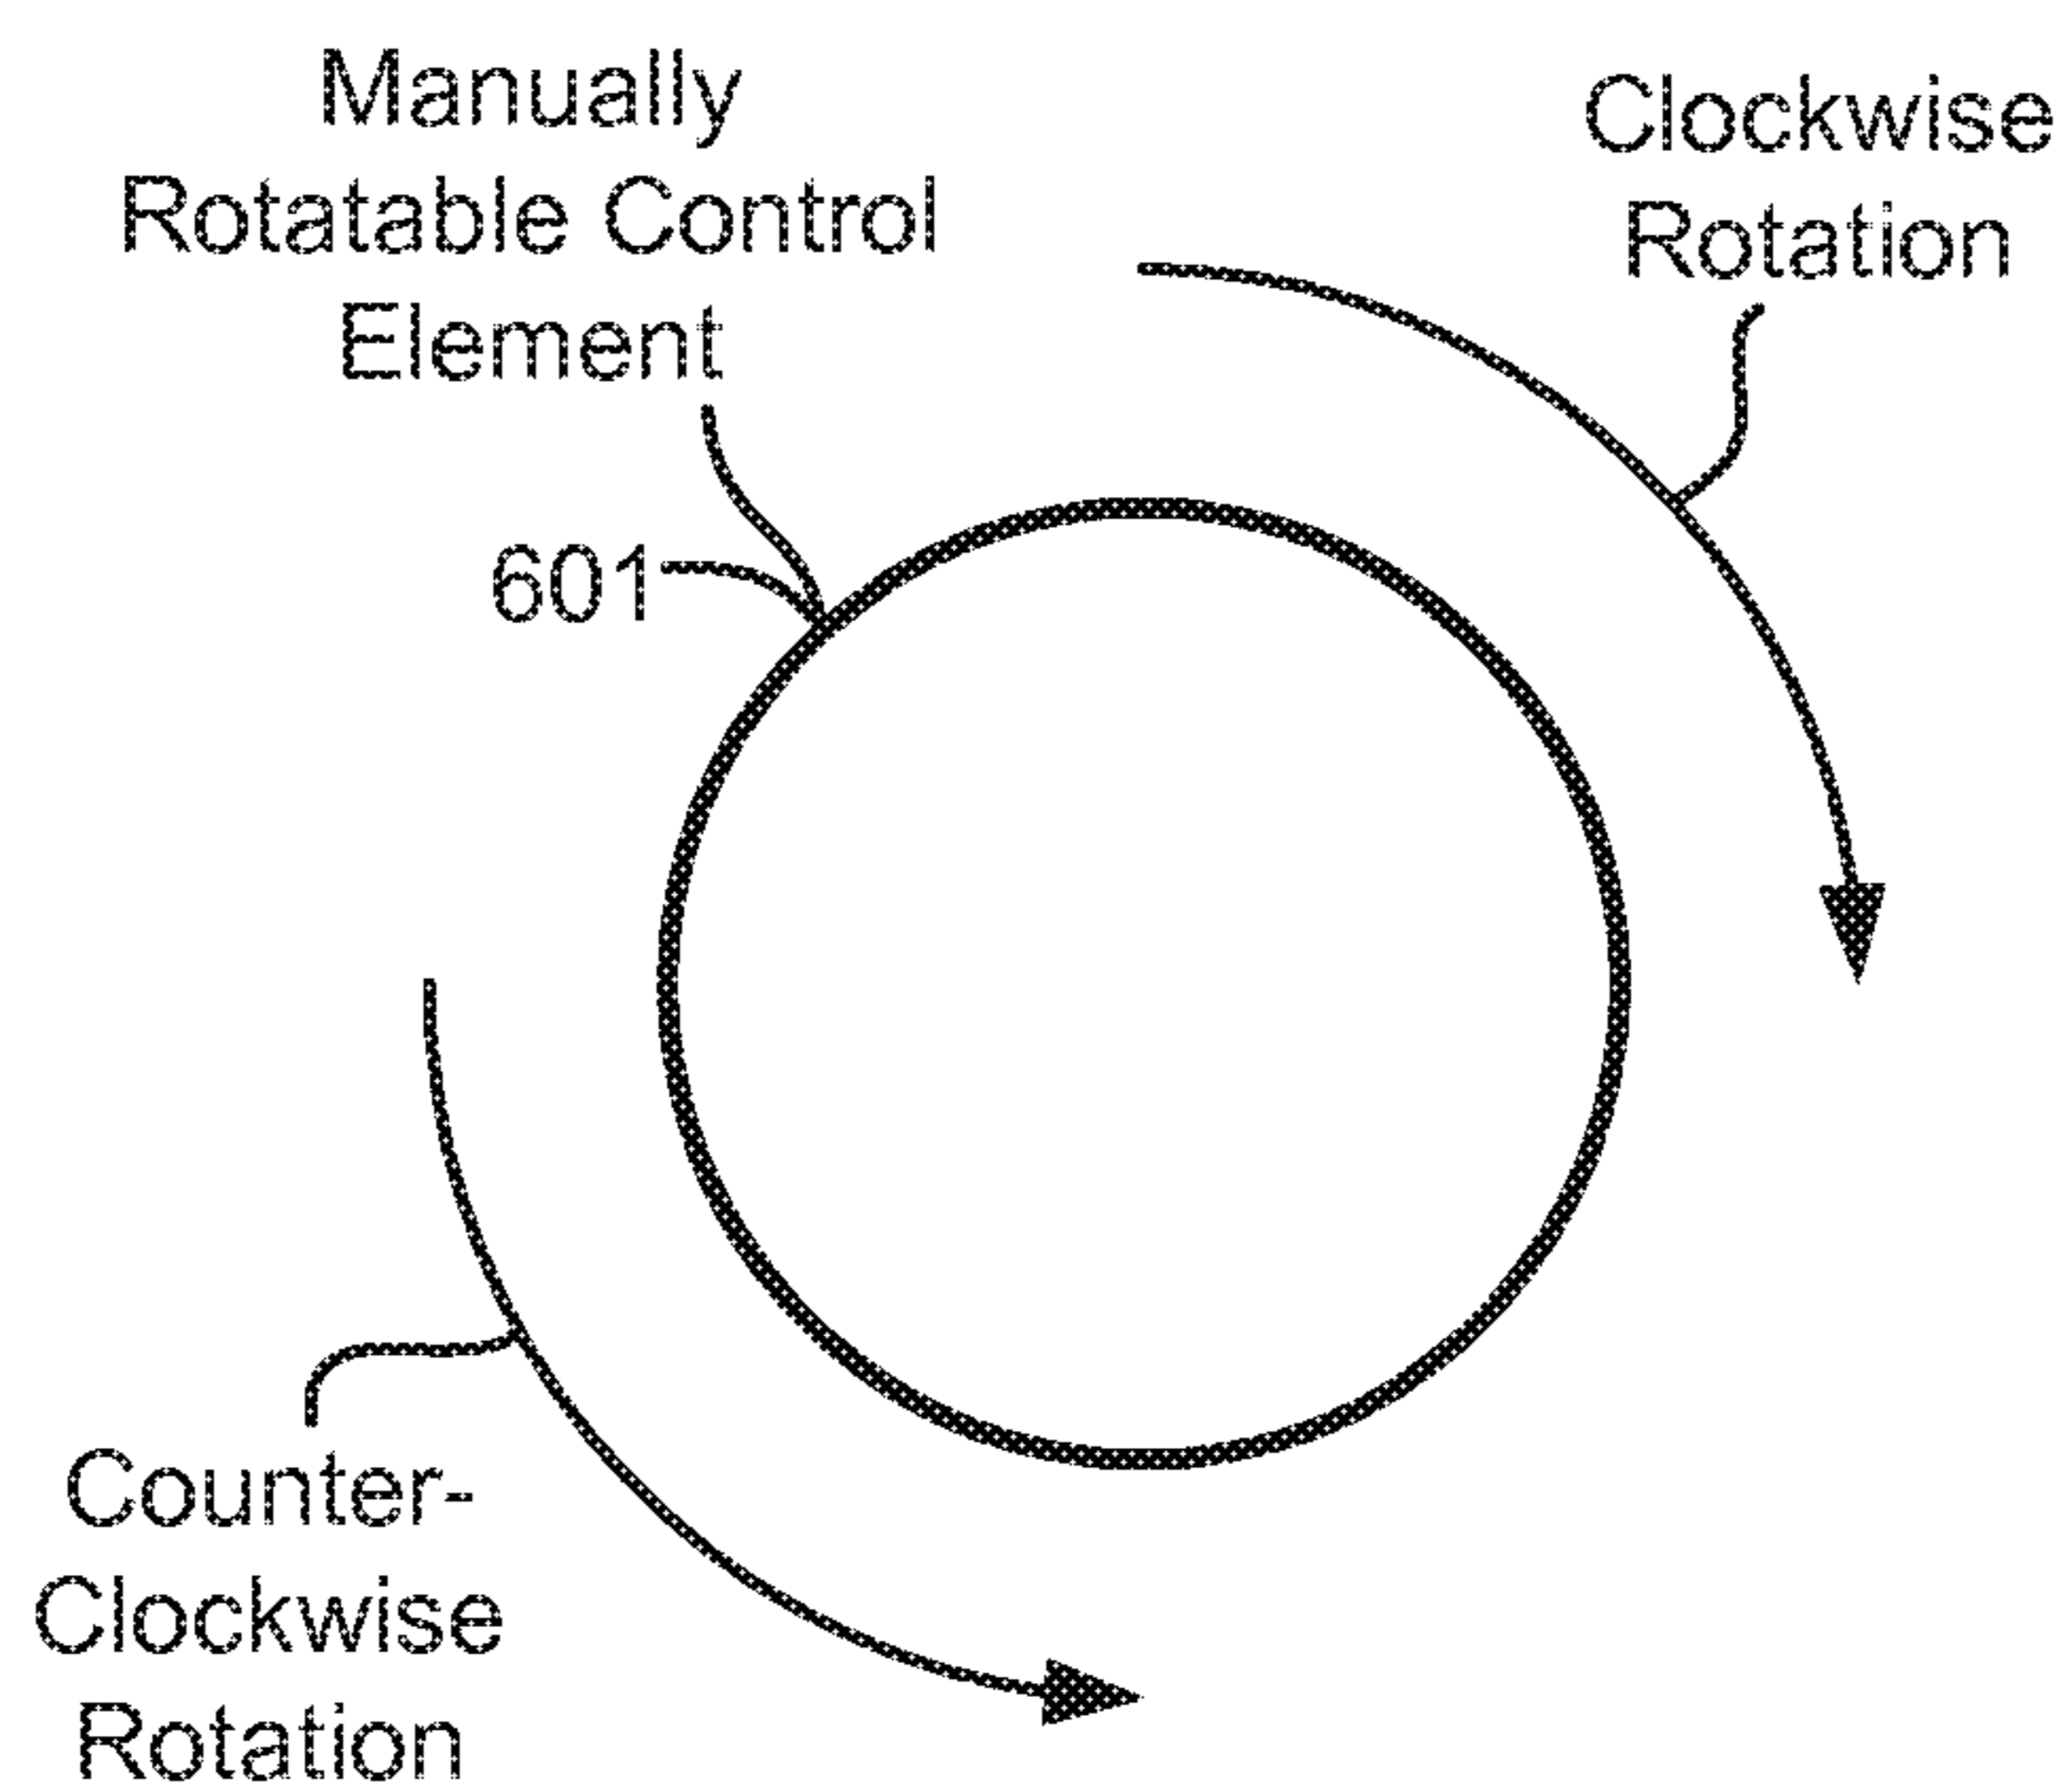 Manually
Rotatable Control
Element
Clockwise
Rotation
601
Counter-
Clockwise
Rotation